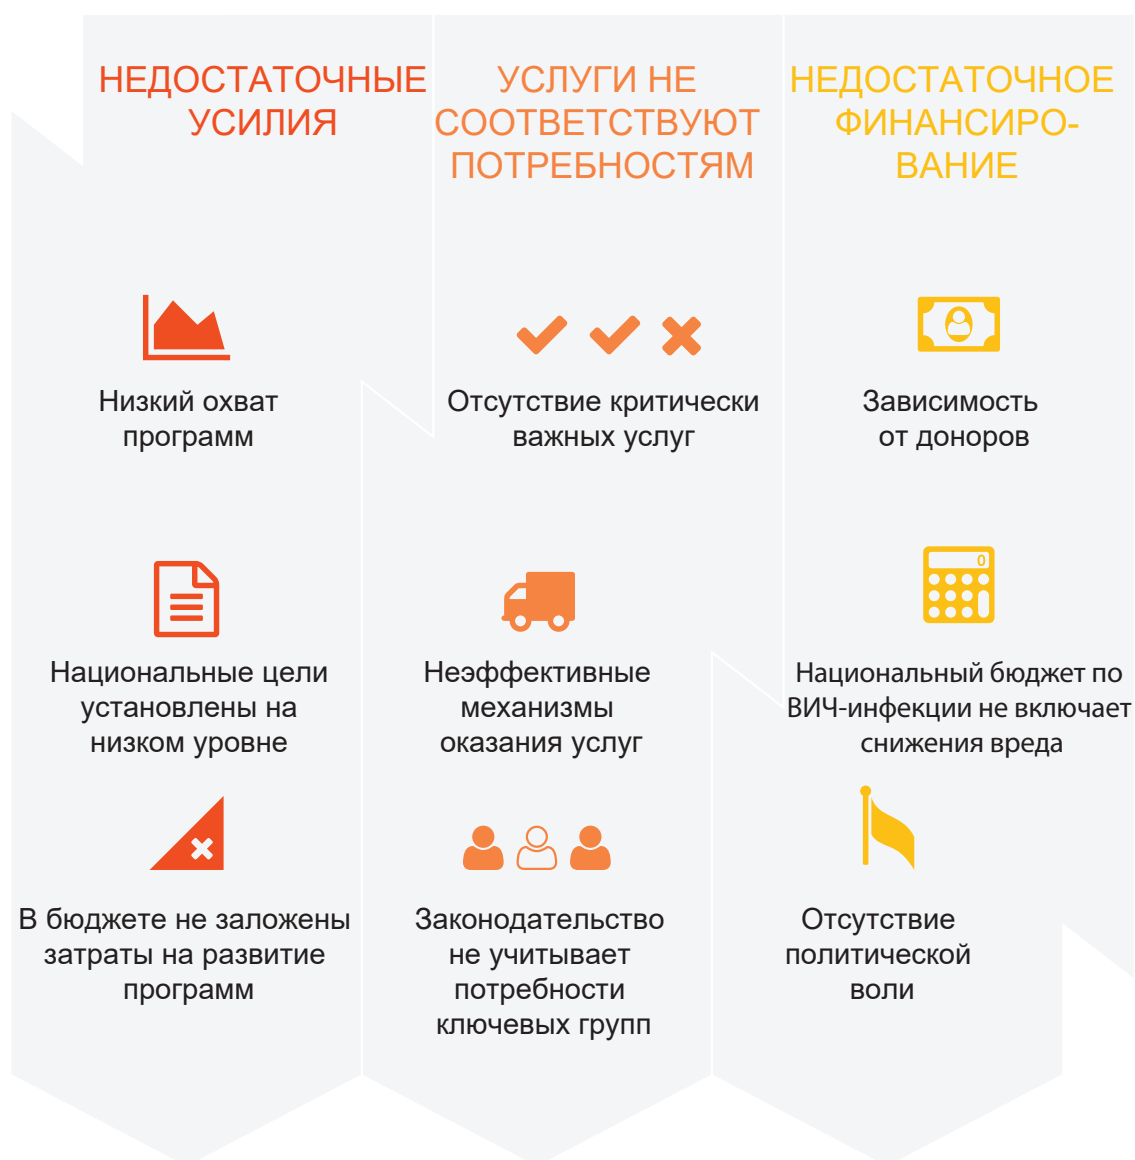 НЕДОСТАТОЧНЫЕ
УСИЛИЯ
Низкий охват
программ
Национальные цели
установлены на
низком уровне
В бюджете не заложены
затраты на развитие
программ
УСЛУГИ НЕ
СООТВЕТСТВУЮТ
ПОТРЕБНОСТЯМ
Отсутствие критически
важных услуг
Неэффективные
механизмы
оказания услуг
Законодательство
не учитывает
потребности
ключевых групп
НЕДОСТАТОЧНОЕ
ФИНАНСИРО-
ВАНИЕ
Зависимость
от доноров
0
Национальный бюджет по
ВИЧ-инфекции не включает
снижения вреда
Отсутствие
политической
воли